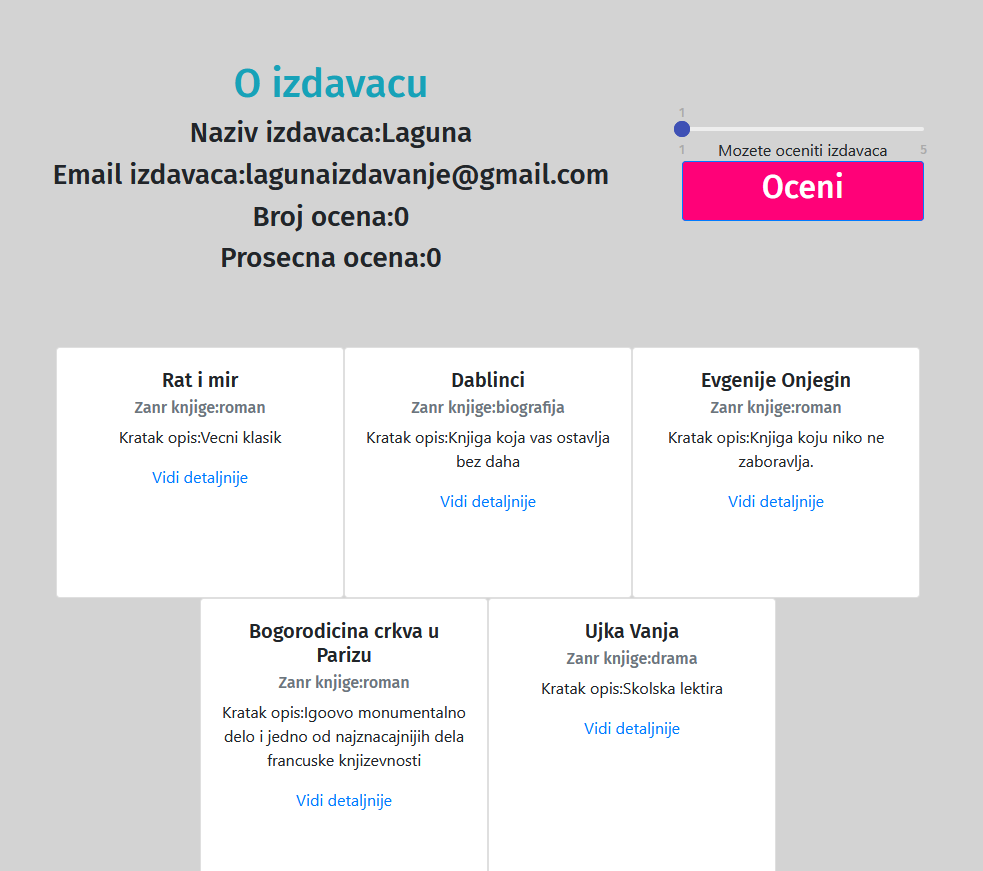 O izdavacu
Naziv izdavaca:Laguna
Email izdavaca:lagunaizdavanje@gmail.com
Broj ocena:0
Prosecna ocena:0
1
1
Mozete oceniti izdavaca
5
Oceni
Rat i mir
Zanr knjige:roman
Kratak opis:Vecni klasik
Vidi detaljnije
Dablinci
Zanr knjige:biografija
Kratak opis:Knjiga koja vas ostavlja
bez daha
Vidi detaljnije
Evgenije Onjegin
Zanr knjige:roman
Kratak opis:Knjiga koju niko ne
zaboravlja.
Vidi detaljnije
Bogorodicina crkva u
Parizu
Zanr knjige:roman
Kratak opis:Igoovo monumentalno
delo i jedno od najznacajnijih dela
francuske knjizevnosti
Vidi detaljnije
Ujka Vanja
Zanr knjige:drama
Kratak opis:Skolska lektira
Vidi detaljnije